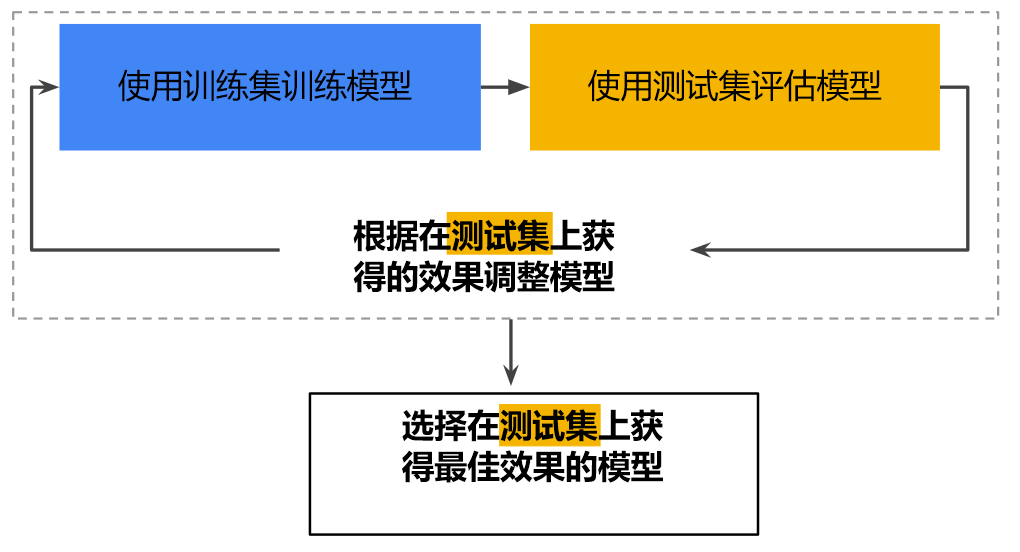 使用训练集训练模型
使用测试集评估模型
根据在测试集上获
得的效果调整模型
选择在测试集上获
得最佳效果的模型